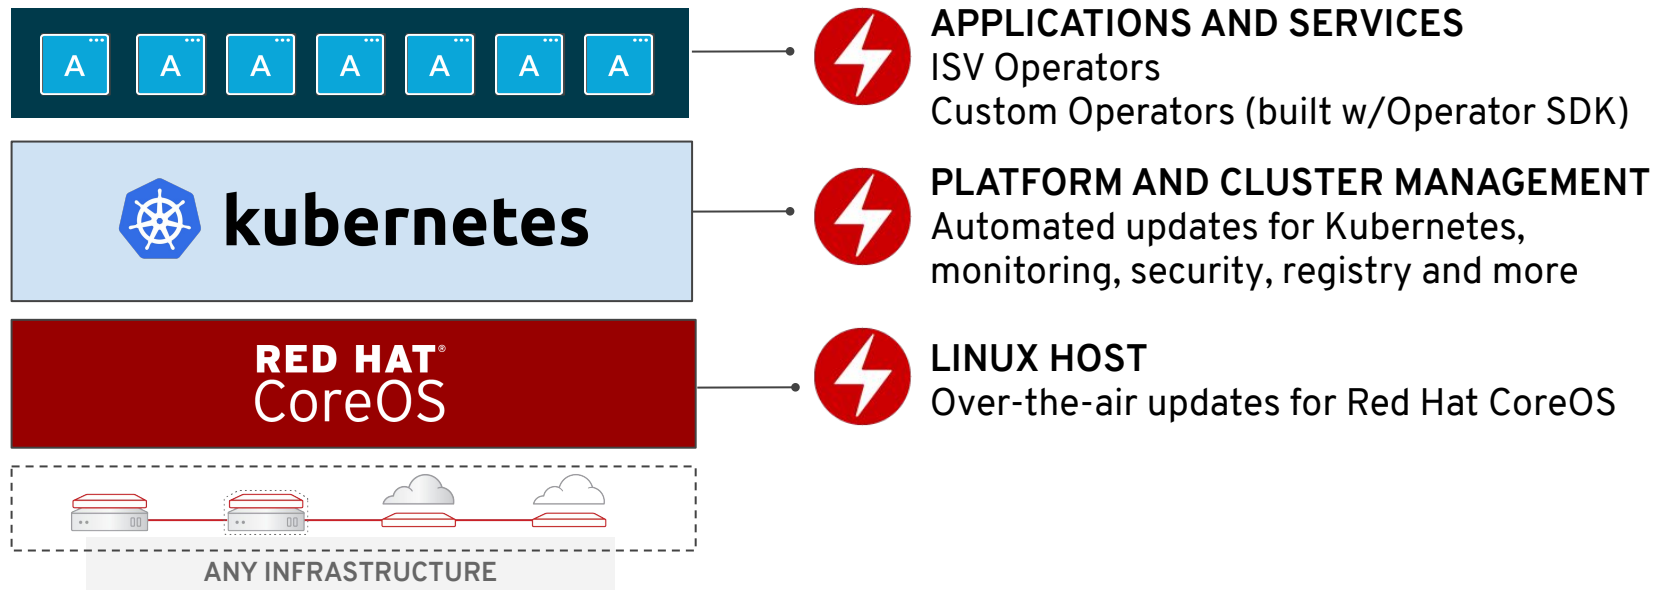 A A A A A A A
APPLICATIONS AND SERVICES
ISV Operators
Custom Operators (built w/Operator SDK)
kubernetes
PLATFORM AND CLUSTER MANAGEMENT
Automated updates for Kubernetes,
monitoring, security, registry and more
RED HAT®
CoreOS
LINUX HOST
Over-the-air updates for Red Hat CoreOS
ANY INFRASTRUCTURE